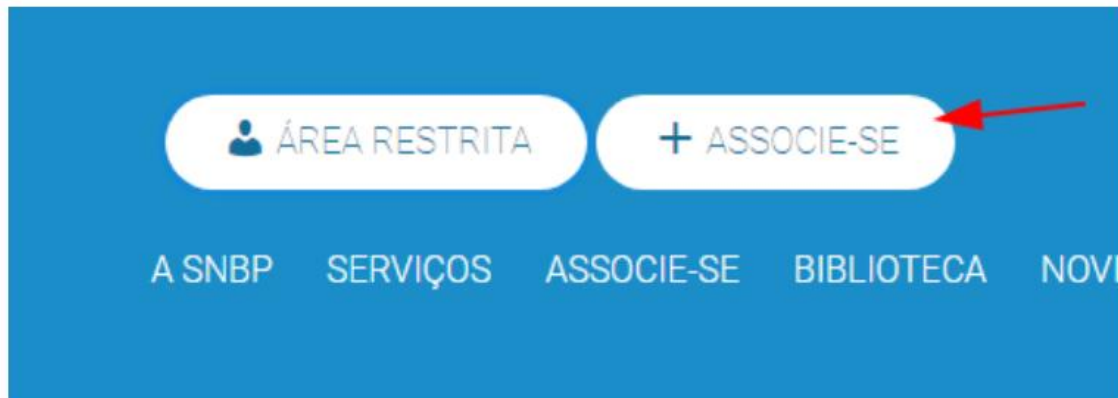 ÁREA RESTRITA + ASSOCIE-SE
A SNBP SERVIÇOS ASSOCIE-SE BIBLIOTECA